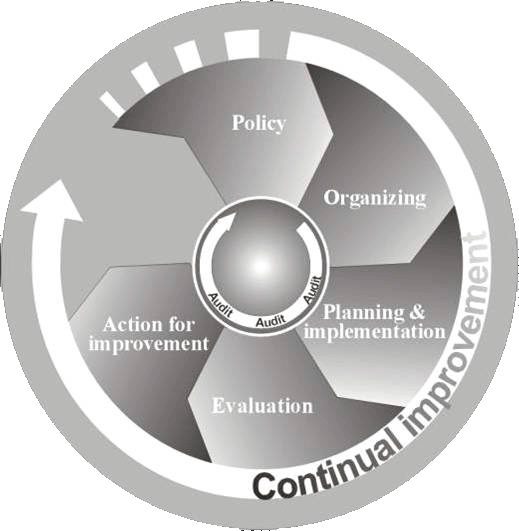 Policy
Organizing
Planning &
implementation
Evaluation
Action for
improvement
Audit
Audit
Audit
Continual improvement